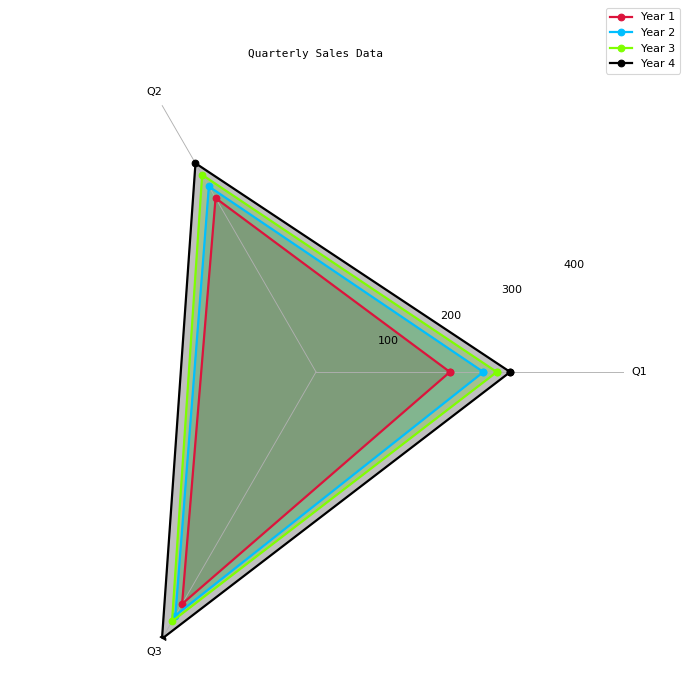 Year 1
Year 2
Year 3
Year 4
Quarterly Sales Data
Q2
400
300
200
100
Q1
Q3